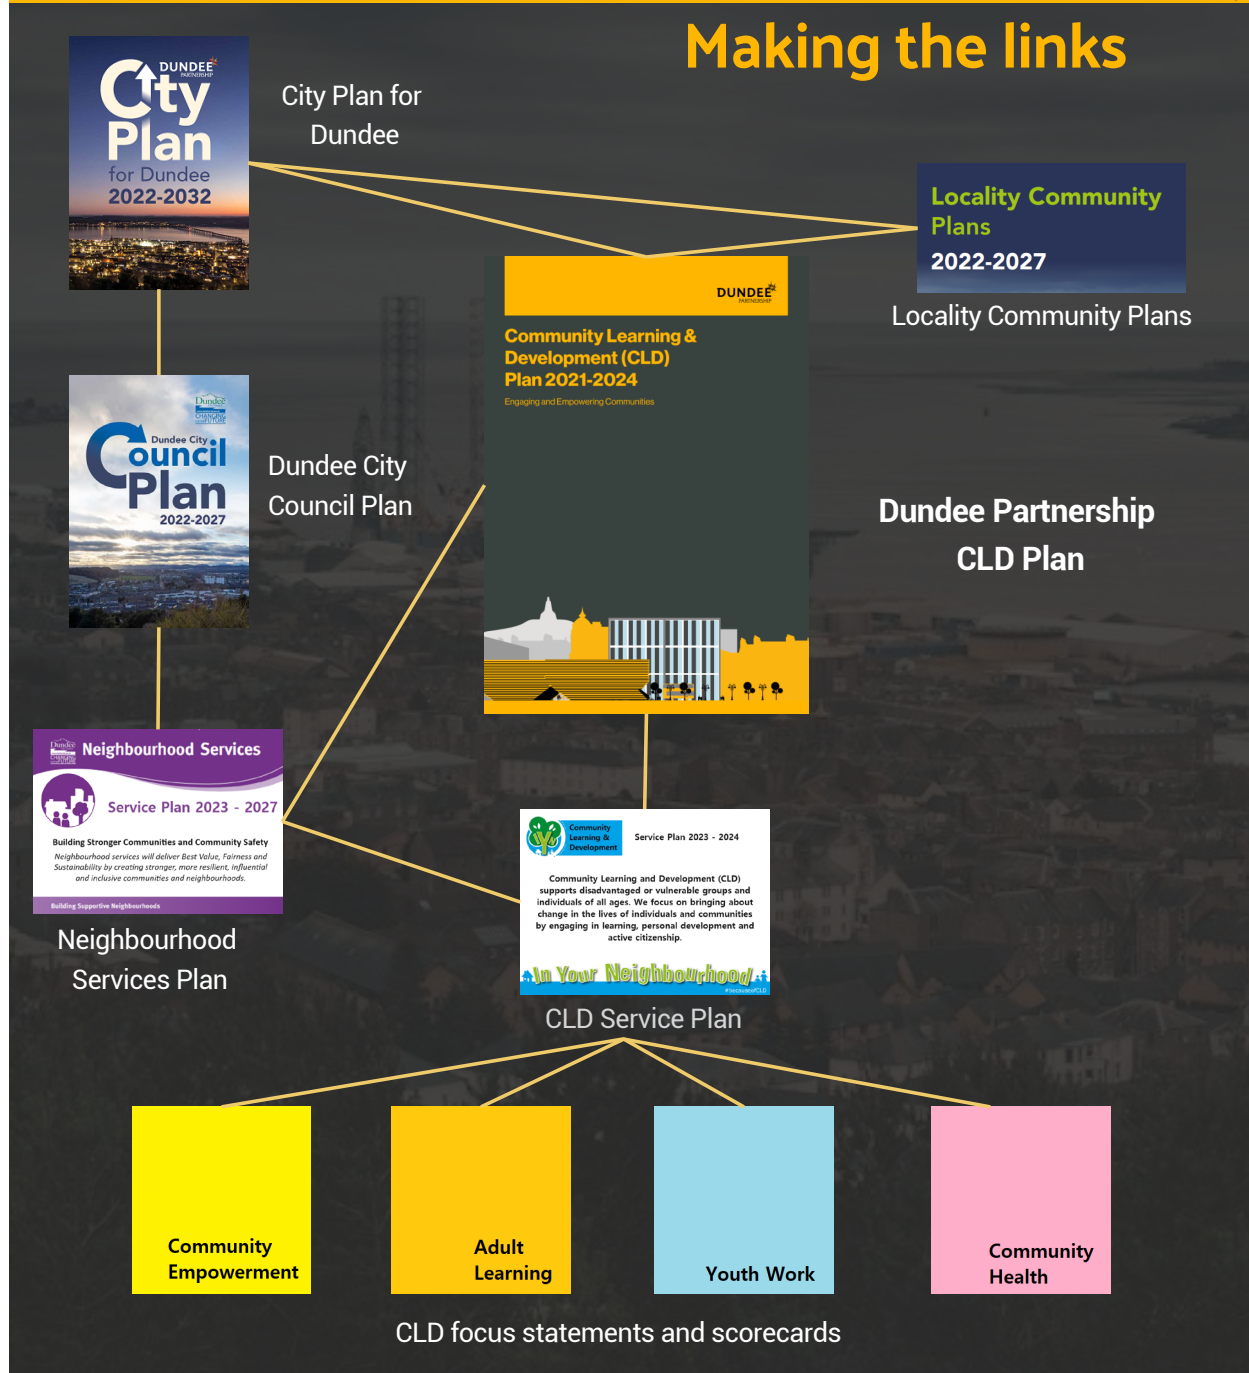 Making the links
DUNDEE
PARTNERSHIP
City
Plan
for Dundee
2022-2032
City Plan for
Dundee
Locality Community
Plans
2022-2027
Locality Community Plans
DUNDEE
PARTNERSHIP
Community Learning &
Development (CLD)
Plan 2021-2024
Engaging and Empowering Communities
Dundee
CHANGING
FUTURE
Dundee City
Council
Plan
2022-2027
Dundee City
Council Plan
Dundee Partnership
CLD Plan
Dundee
CHANGING
FUTURE
Neighbourhood Services
Service Plan 2023 - 2027
Building Stronger Communities and Community Safety
Neighbourhood services will deliver Best Value, Fairness and
Sustainability by creating stronger, more resilient, influential
and inclusive communities and neighbourhoods.
Building Supportive Neighbourhoods
Neighbourhood
Services Plan
Community
Learning &
Development
Service Plan 2023 - 2024
Community Learning and Development (CLD)
supports disadvantaged or vulnerable groups and
individuals of all ages. We focus on bringing about
change in the lives of individuals and communities
by engaging in learning, personal development and
active citizenship.
In Your Neighbourhood
#becauseofCLD
CLD Service Plan
Community
Empowerment
Adult
Learning
Youth Work
Community
Health
CLD focus statements and scorecards